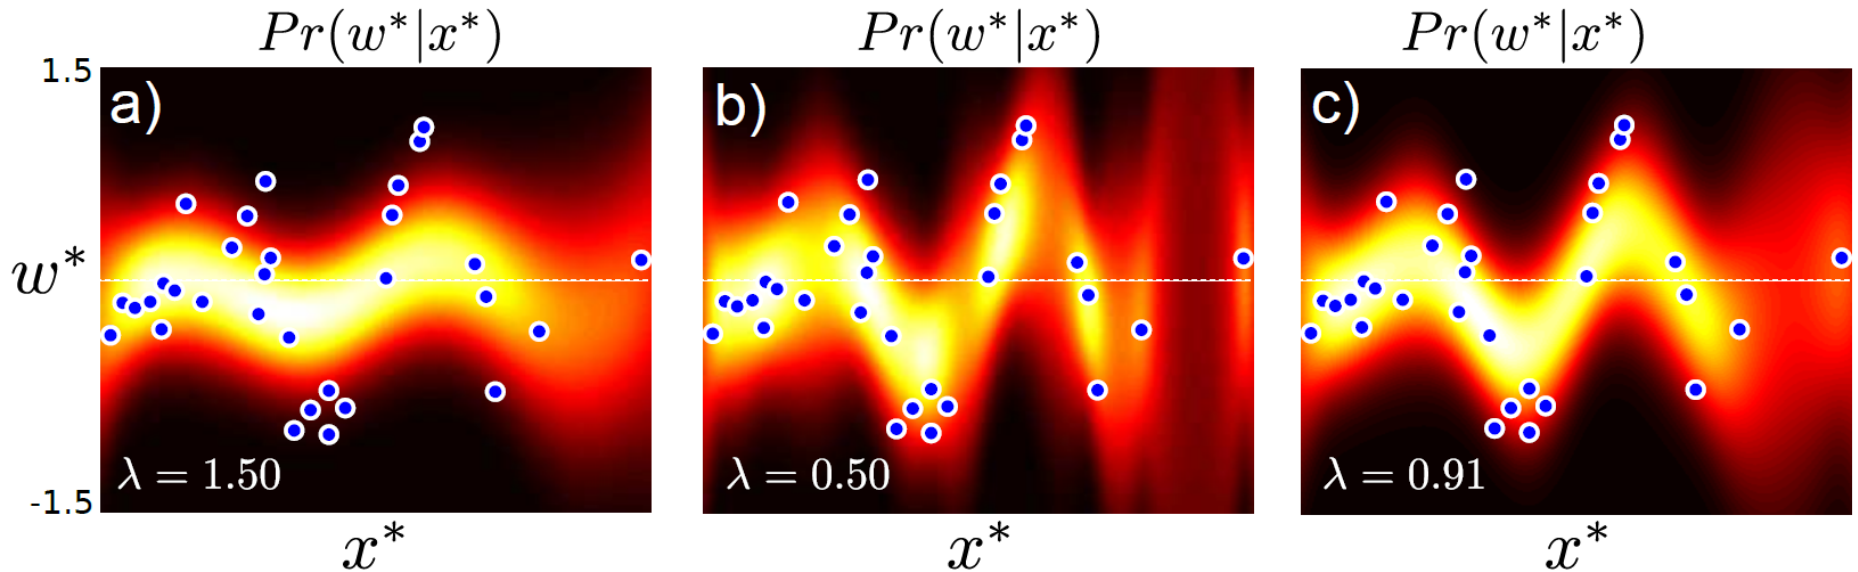 Pr(w*|x*) Pr(w*|x*) Pr(w*|x*)
1.5
a) b) c)
w*
λ = 1.50 λ = 0.50 λ = 0.91
-1.5
x* x* x*